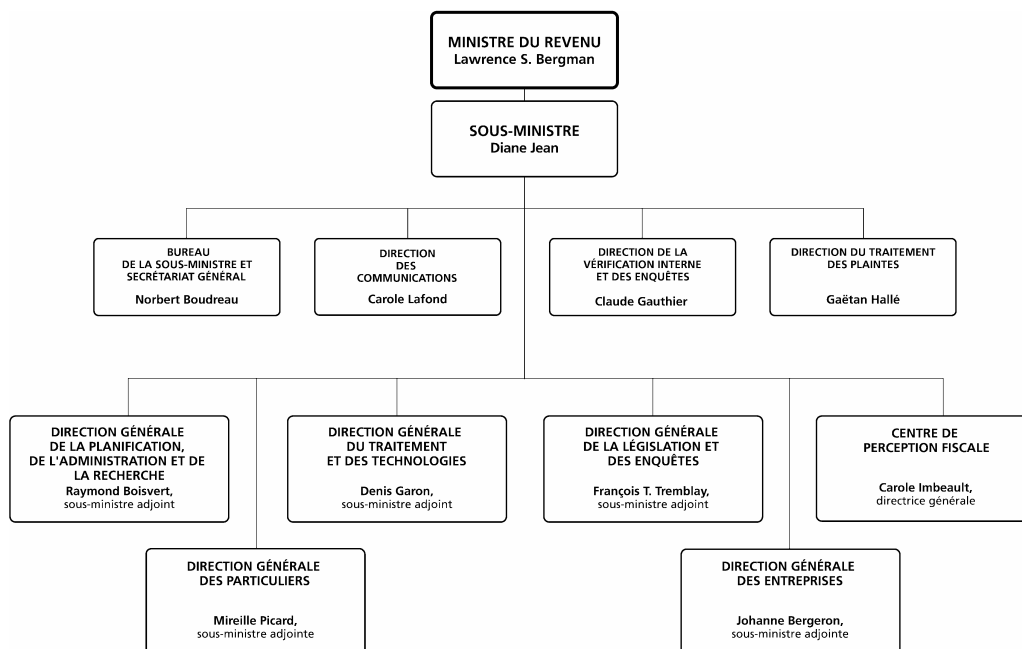 MINISTRE DU REVENU
Lawrence S. Bergman
SOUS-MINISTRE
Diane Jean
BUREAU
DE LA SOUS-MINISTRE ET
SECRÉTARIAT GÉNÉRAL
Norbert Boudreau
DIRECTION
DES
COMMUNICATIONS
Carole Lafond
DIRECTION DE LA
VÉRIFICATION INTERNE
ET DES ENQUÊTES
Claude Gauthier
DIRECTION DU TRAITEMENT
DES PLAINTES
Gaëtan Hallé
DIRECTION GÉNÉRALE
DE LA PLANIFICATION,
DE L'ADMINISTRATION ET DE
LA RECHERCHE
Raymond Boisvert,
sous-ministre adjoint
DIRECTION GÉNÉRALE
DU TRAITEMENT
ET DES TECHNOLOGIES
Denis Garon,
sous-ministre adjoint
DIRECTION GÉNÉRALE
DE LA LÉGISLATION ET
DES ENQUÊTES
François T. Tremblay,
sous-ministre adjoint
CENTRE DE
PERCEPTION FISCALE
Carole Imbeault,
directrice générale
DIRECTION GÉNÉRALE
DES PARTICULIERS
Mireille Picard,
sous-ministre adjointe
DIRECTION GÉNÉRALE
DES ENTREPRISES
Johanne Bergeron,
sous-ministre adjointe